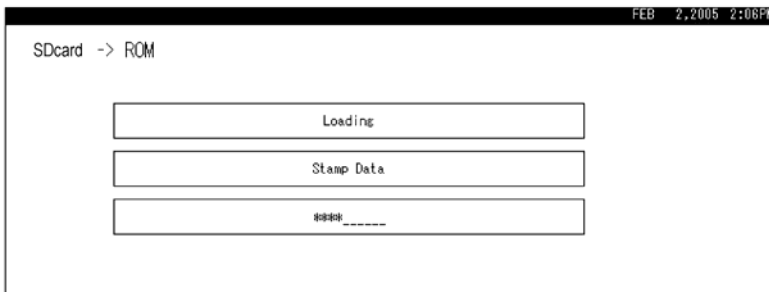 FEB 2,2005 2:06PM
SDcard -> ROM
Loading
Stamp Data
****______